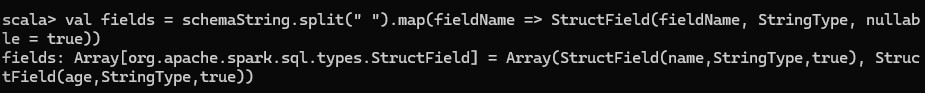 scala> val fields = schemaString.split(" ").map(fieldName => StructField(fieldName, StringType, nullab
le = true))
fields: Array[org.apache.spark.sql.types.StructField] = Array(StructField(name,StringType,true), Struc
tField(age,StringType,true))